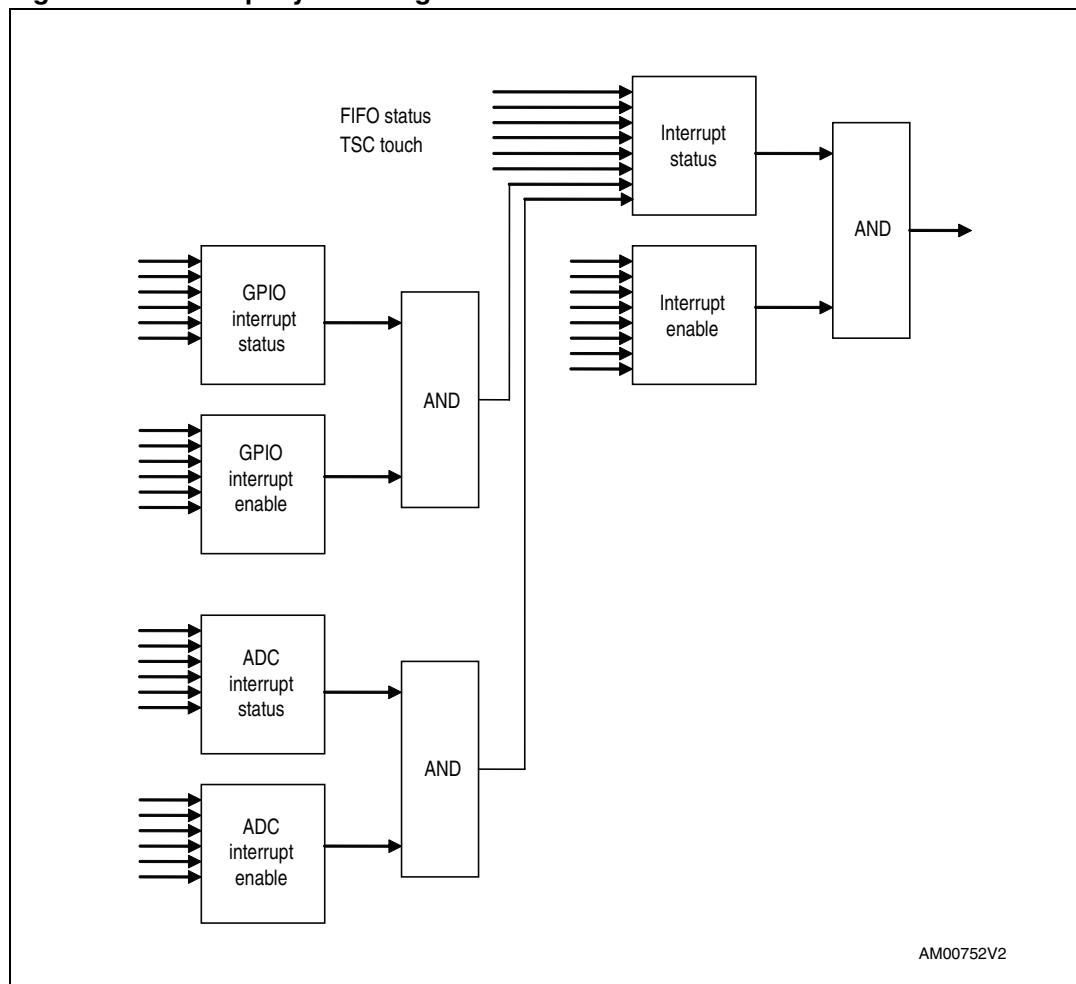 FIFO status
TSC touch
Interrupt
status
AND
GPIO
interrupt
status
Interrupt
enable
AND
GPIO
interrupt
enable
ADC
interrupt
status
AND
ADC
interrupt
enable
AM00752V2